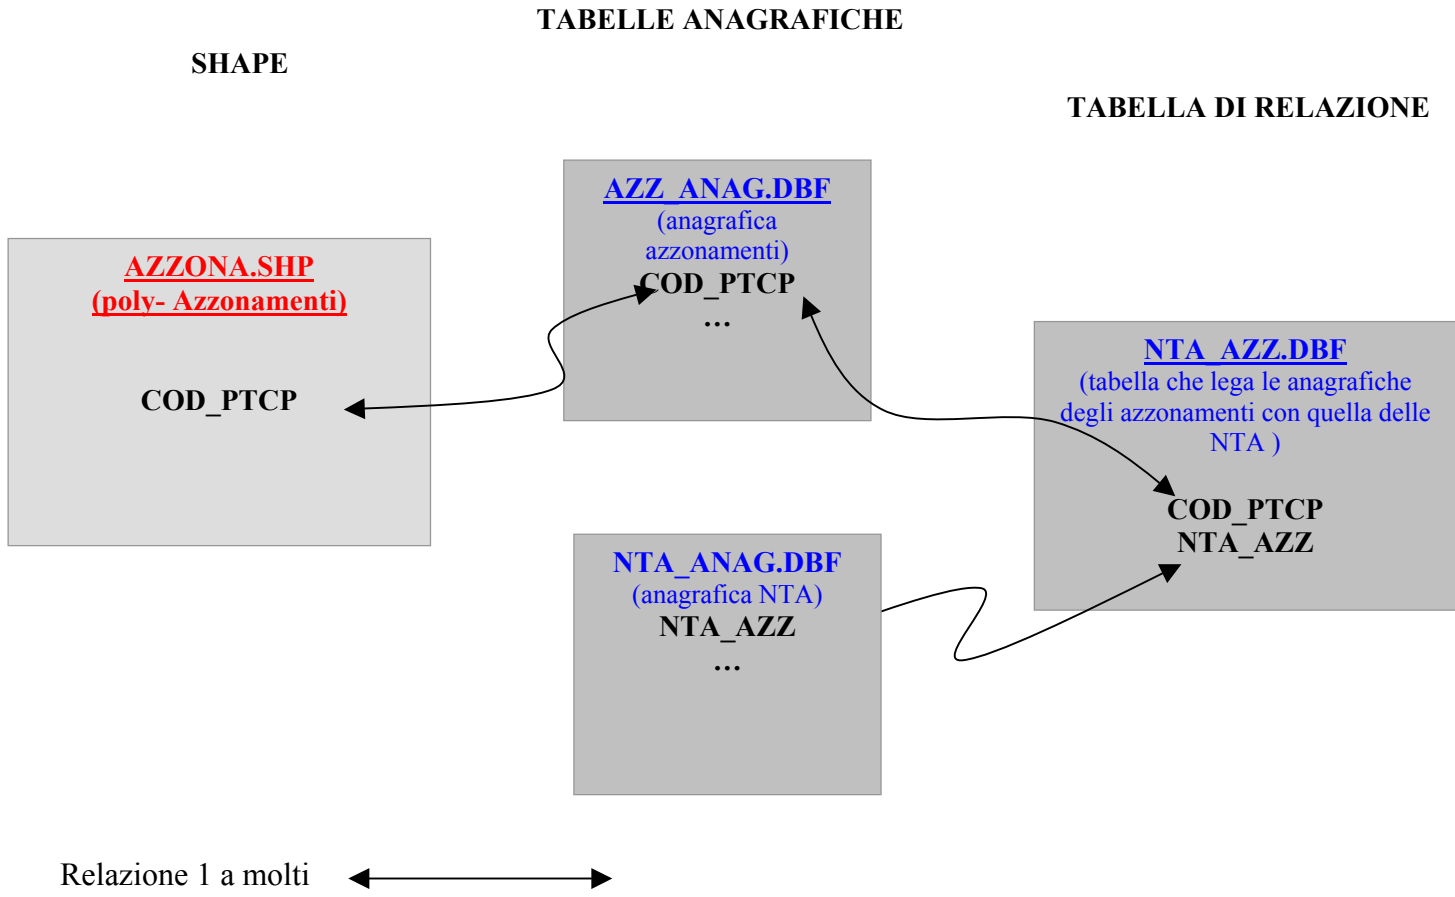 TABELLE ANAGRAFICHE
SHAPE
TABELLA DI RELAZIONE
AZZONA.SHP
(poly- Azzonamenti)
COD_PTCP
AZZ_ANAG.DBF
(anagrafica
azzonamenti)
COD_PTCP
…
NTA_AZZ.DBF
(tabella che lega le anagrafiche
degli azzonamenti con quella delle
NTA )
COD_PTCP
NTA_AZZ
NTA_ANAG.DBF
(anagrafica NTA)
NTA_AZZ
…
Relazione 1 a molti